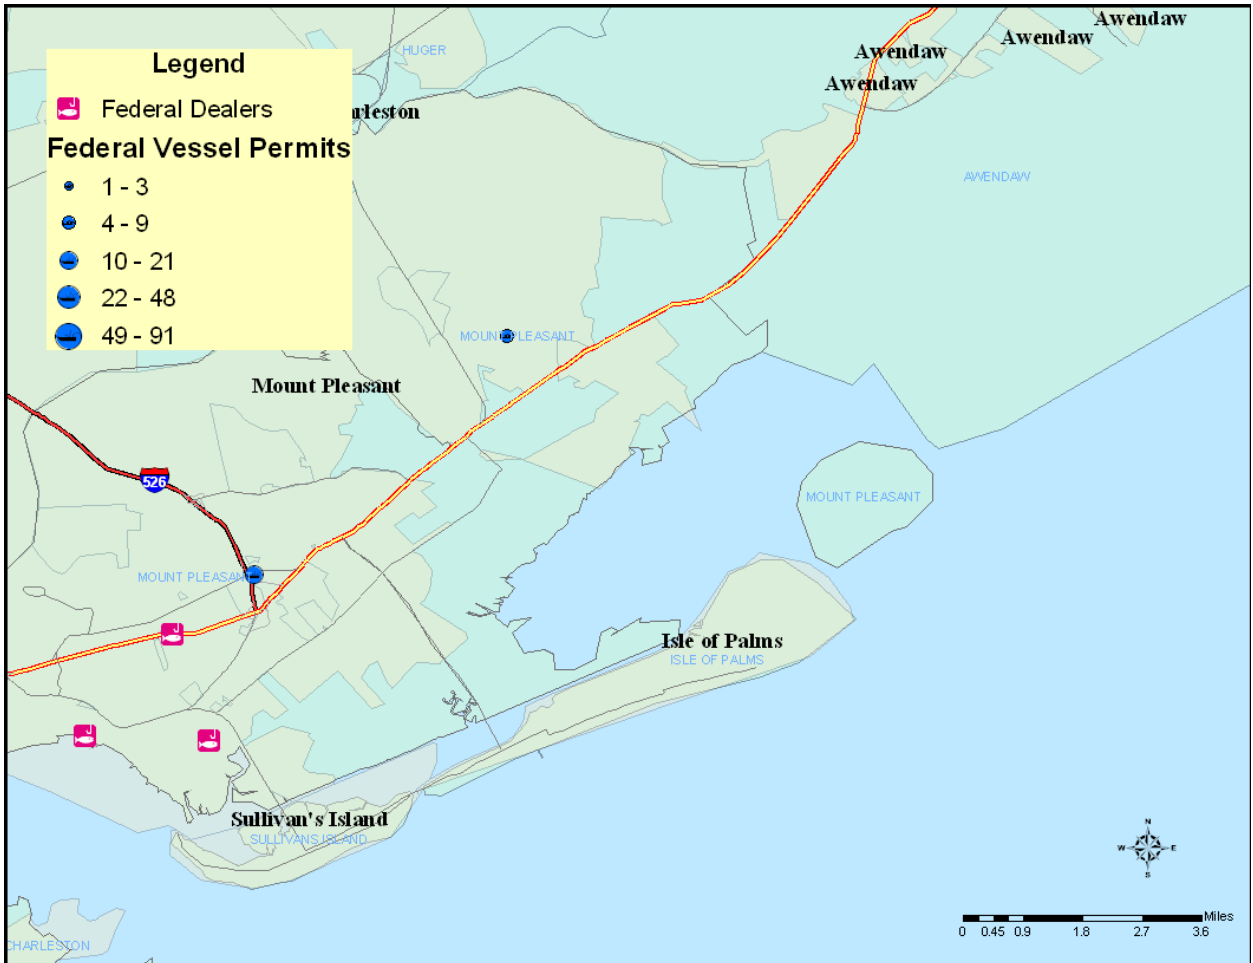 Awendaw
Awendaw
Awendaw
Awendaw
HUGER
Legend
Federal Dealers
rleston
Federal Vessel Permits
1 - 3
4 - 9
10 - 21
22 - 48
49 - 91
AWENDAW
MOUNT PLEASANT
Mount Pleasant
526
MOUNT PLEASANT
MOUNT PLEASANT
Isle of Palms
ISLE OF PALMS
Sullivan's Island
SULLIVANS ISLAND
N
W E
S
Miles
0 0.45 0.9 1.8 2.7 3.6
CHARLESTON